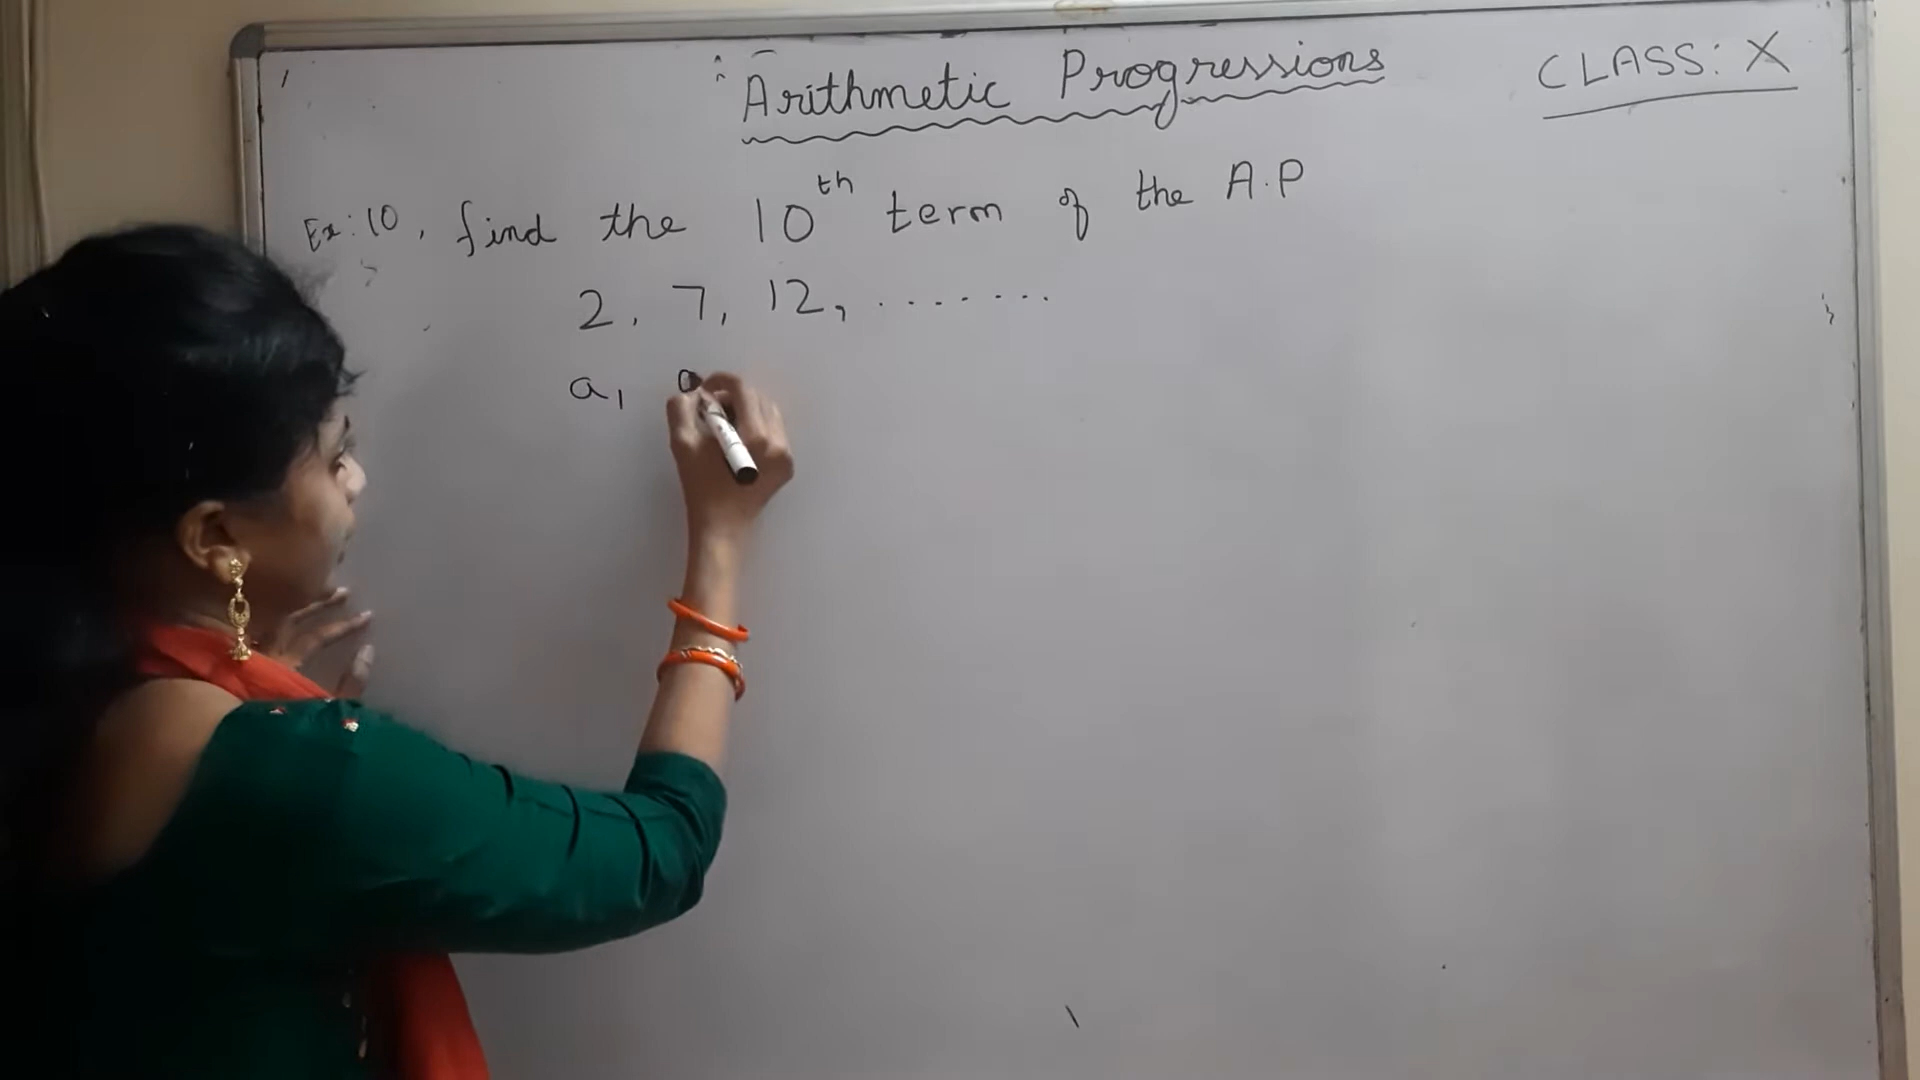 Arithmetic Progressions
CLASS: X
Ex: 10, find the 10th term of the A.P
2, 7, 12, .......
a, a